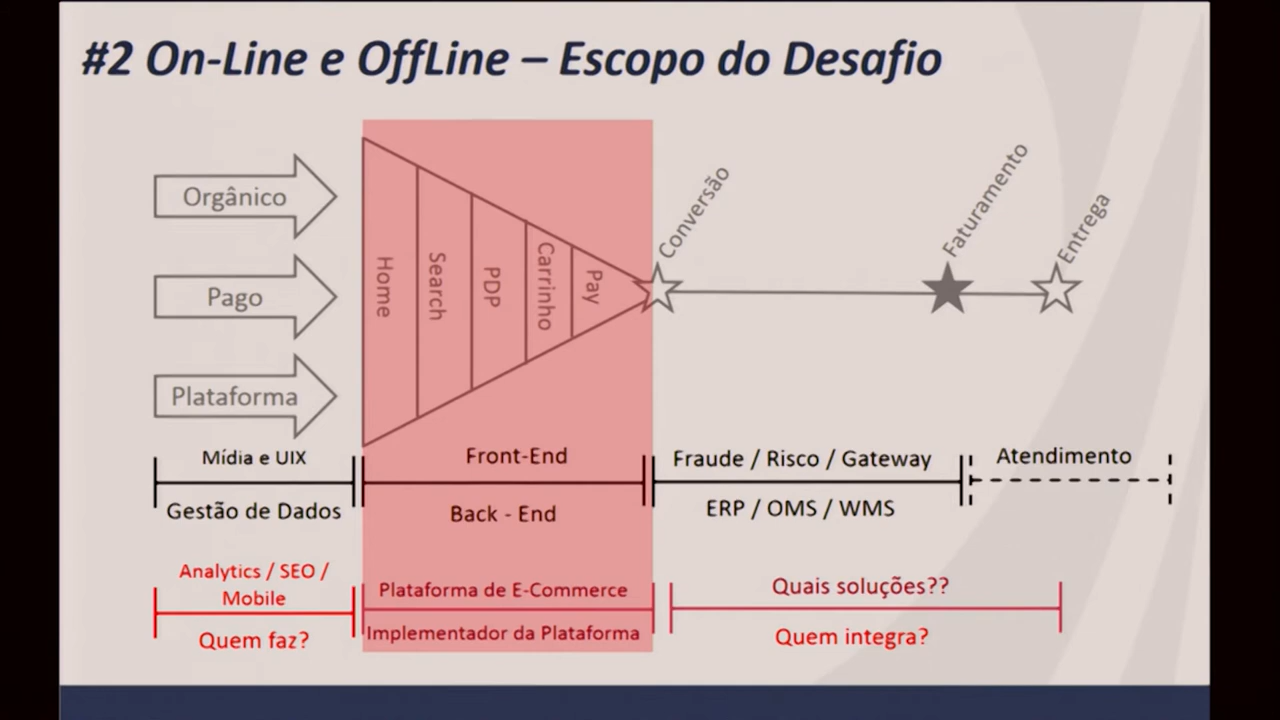 #2 On-Line e OffLine – Escopo do Desafio
Orgânico
Pago
Plataforma
Home
Search
PDP
Carrinho
Pay
Conversão
Faturamento
Entrega
Mídia e UIX
Gestão de Dados
Front-End
Back - End
Fraude / Risco / Gateway
ERP / OMS / WMS
Atendimento
Analytics / SEO /
Mobile
Quem faz?
Plataforma de E-Commerce
Implementador da Plataforma
Quais soluções??
Quem integra?